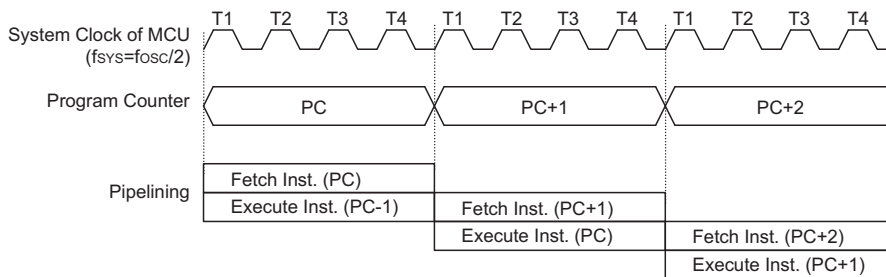 T1 T2 T3 T4 T1 T2 T3 T4 T1 T2 T3 T4
System Clock of MCU
(fSYS=fOSC/2)
Program Counter PC PC+1 PC+2
Pipelining
Fetch Inst. (PC)
Execute Inst. (PC-1) Fetch Inst. (PC+1)
Execute Inst. (PC) Fetch Inst. (PC+2)
Execute Inst. (PC+1)